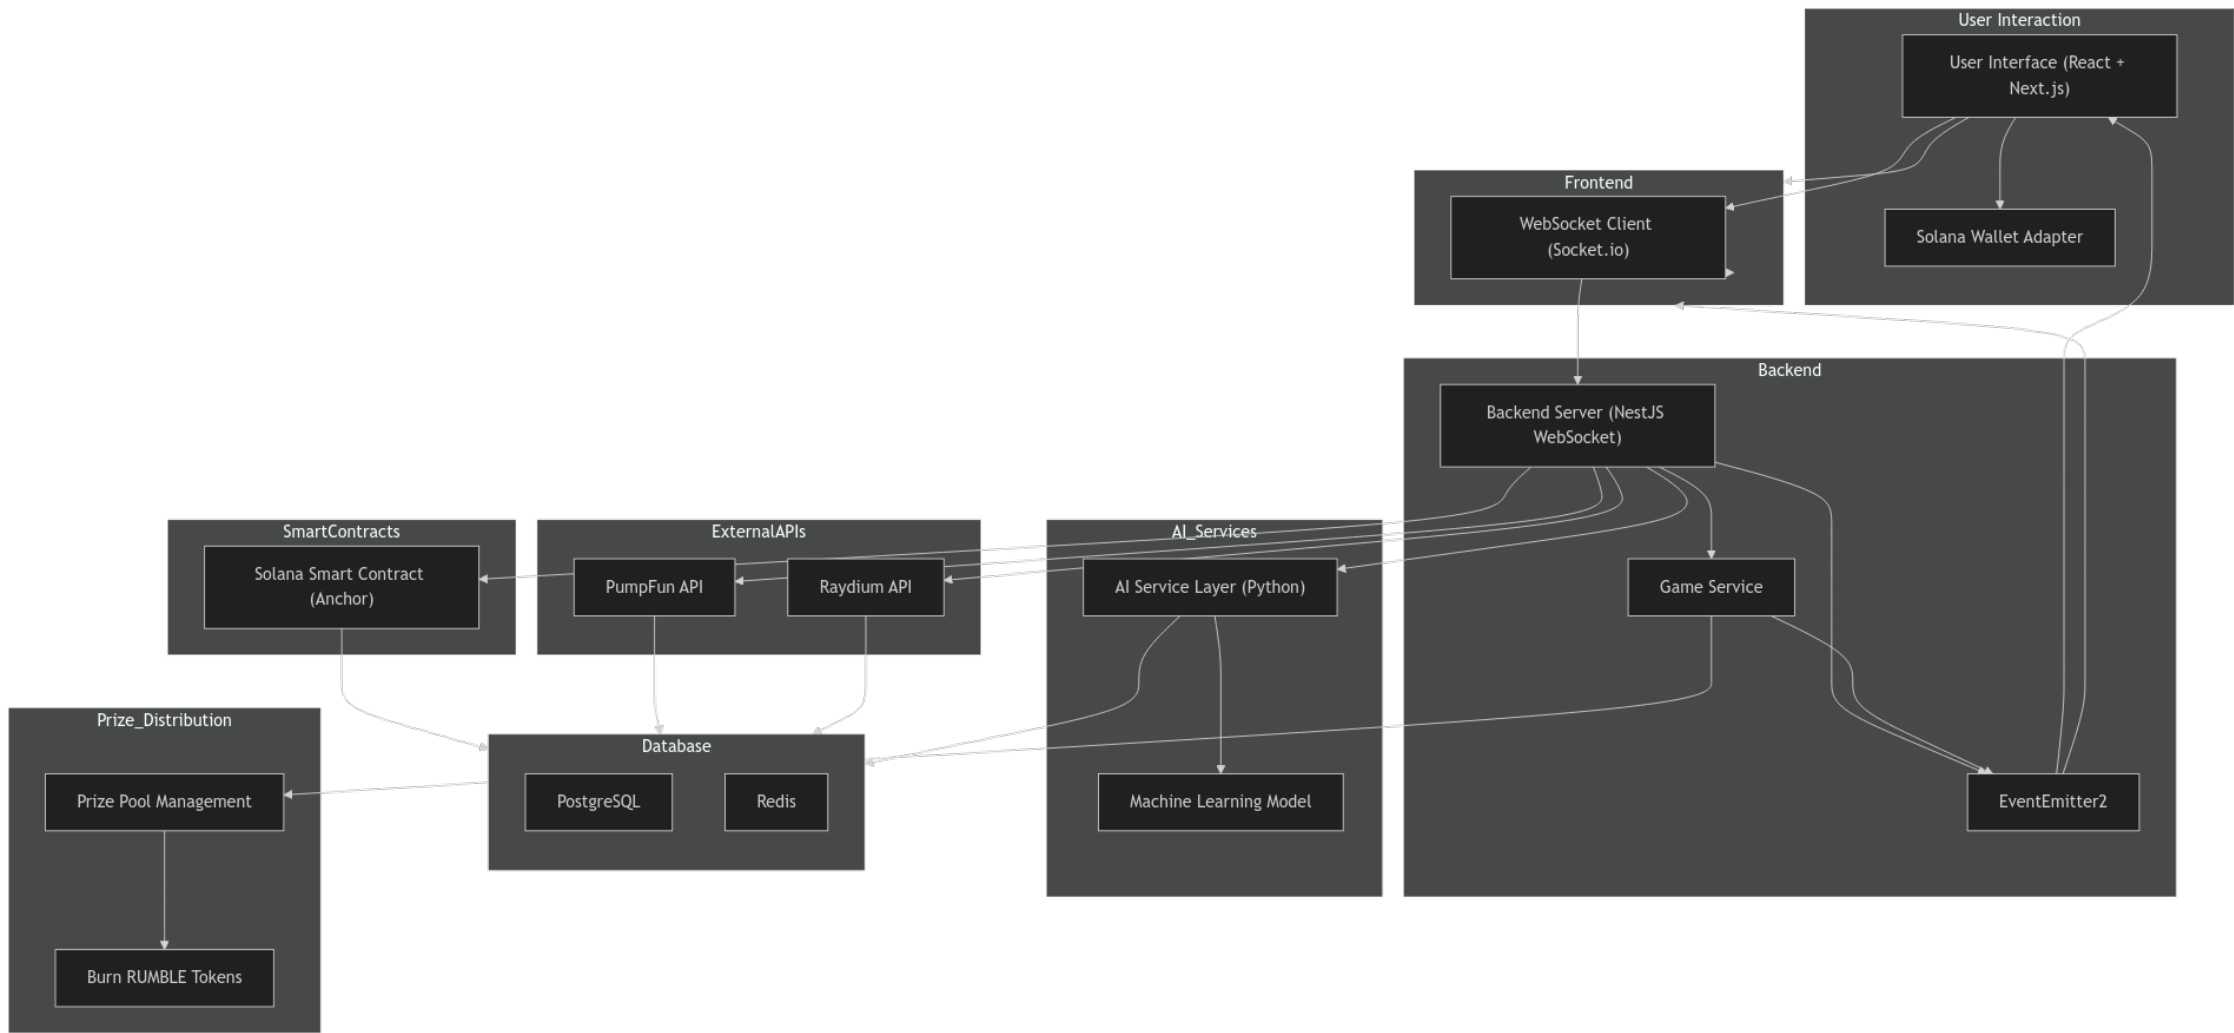 User Interaction
User Interface (React +
Next.js)
Solana Wallet Adapter
Frontend
WebSocket Client
(Socket.io)
Backend
Backend Server (NestJS
WebSocket)
Game Service
EventEmitter2
AI_Services
AI Service Layer (Python)
Machine Learning Model
ExternalAPIs
PumpFun API
Raydium API
SmartContracts
Solana Smart Contract
(Anchor)
Database
PostgreSQL
Redis
Prize_Distribution
Prize Pool Management
Burn RUMBLE Tokens